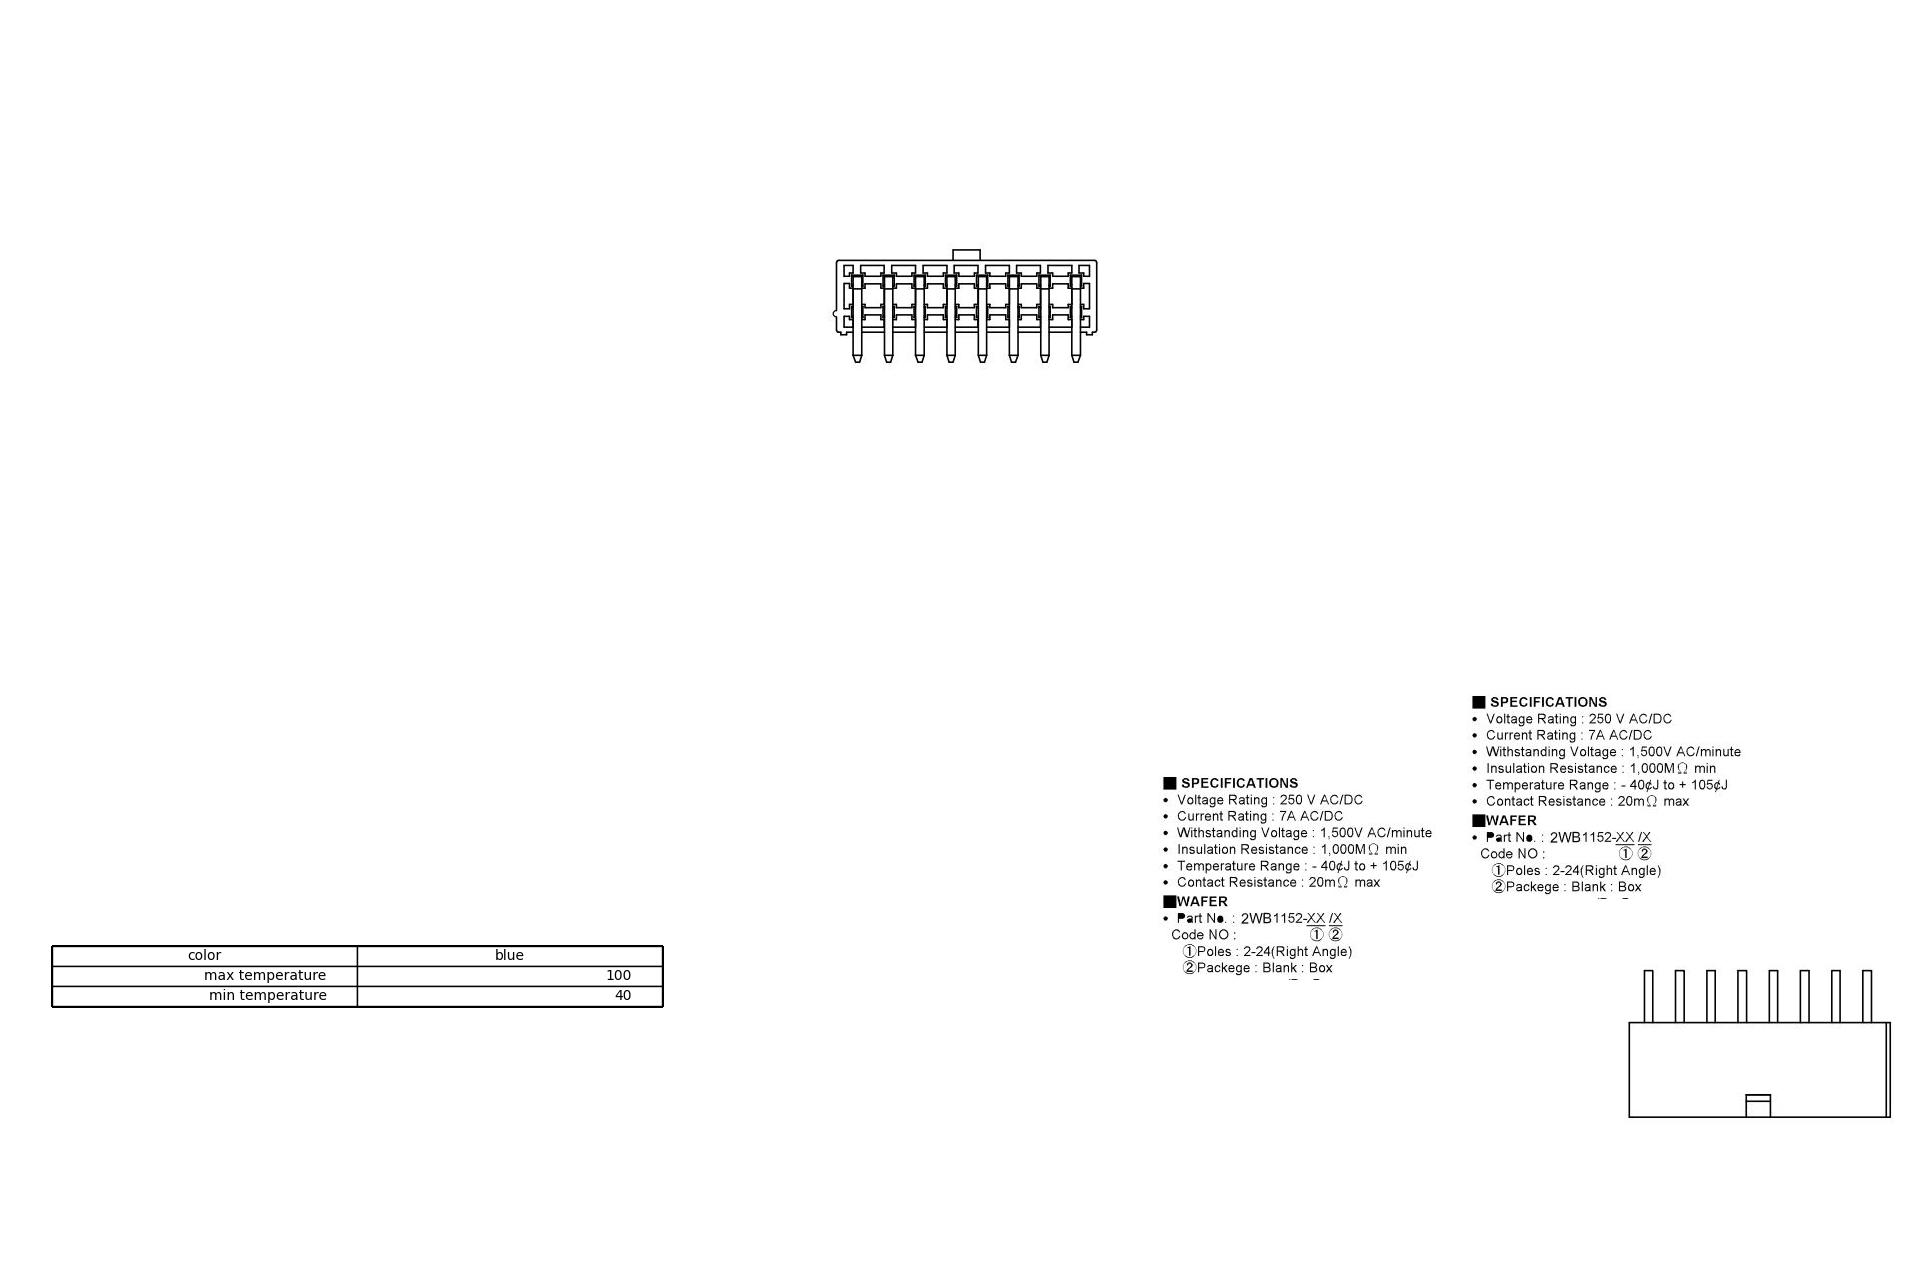 ■ SPECIFICATIONS
• Voltage Rating : 250 V AC/DC
• Current Rating : 7A AC/DC
• Withstanding Voltage : 1,500V AC/minute
• Insulation Resistance : 1,000MΩ min
• Temperature Range : - 40¢J to + 105¢J
• Contact Resistance : 20mΩ max
■WAFER
• Part No. : 2WB1152-XX /X
Code NO : ① ②
①Poles : 2-24(Right Angle)
②Packege : Blank : Box
■ SPECIFICATIONS
• Voltage Rating : 250 V AC/DC
• Current Rating : 7A AC/DC
• Withstanding Voltage : 1,500V AC/minute
• Insulation Resistance : 1,000MΩ min
• Temperature Range : - 40¢J to + 105¢J
• Contact Resistance : 20mΩ max
■WAFER
• Part No. : 2WB1152-XX /X
Code NO : ① ②
①Poles : 2-24(Right Angle)
②Packege : Blank : Box
color blue
max temperature 100
min temperature 40